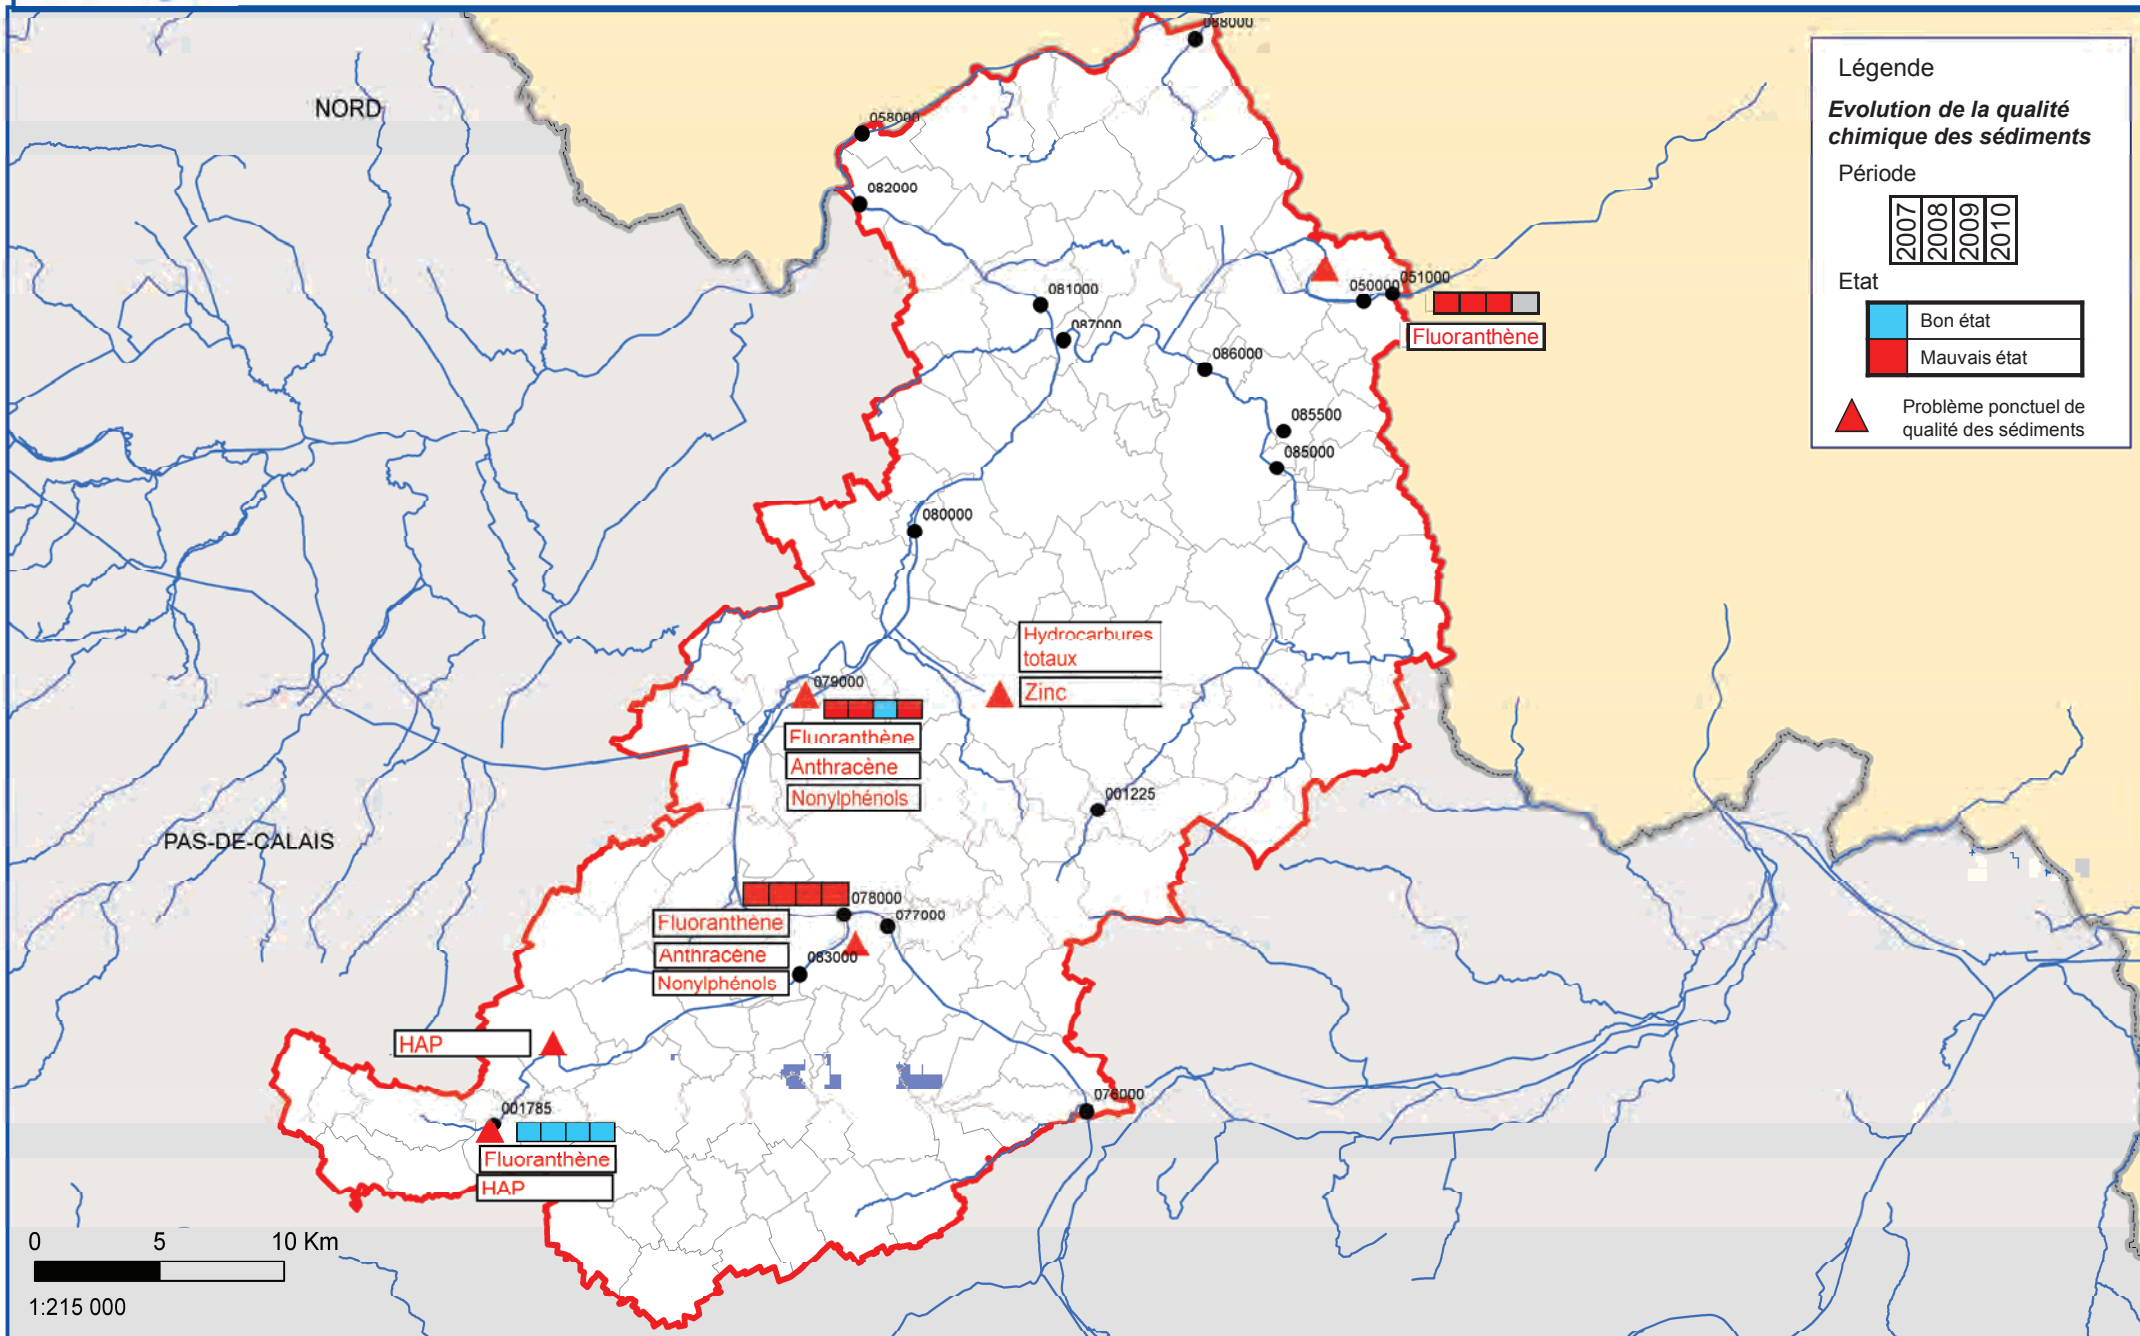 088000
NORD
058000
082000
081000
087000
051000
050000
Fluoranthène
086000
085500
085000
080000
Hydrocarbures
totaux
Zinc
079000
Fluoranthène
Anthracène
Nonylphénols
001225
PAS-DE-CALAIS
078000
077000
Fluoranthène
Anthracène
083000
Nonylphénols
HAP
076000
001785
Fluoranthène
HAP
0 5 10 Km
1:215 000
Légende
Evolution de la qualité
chimique des sédiments
Période
2007
2008
2009
2010
Etat
Bon état
Mauvais état
Problème ponctuel de
qualité des sédiments